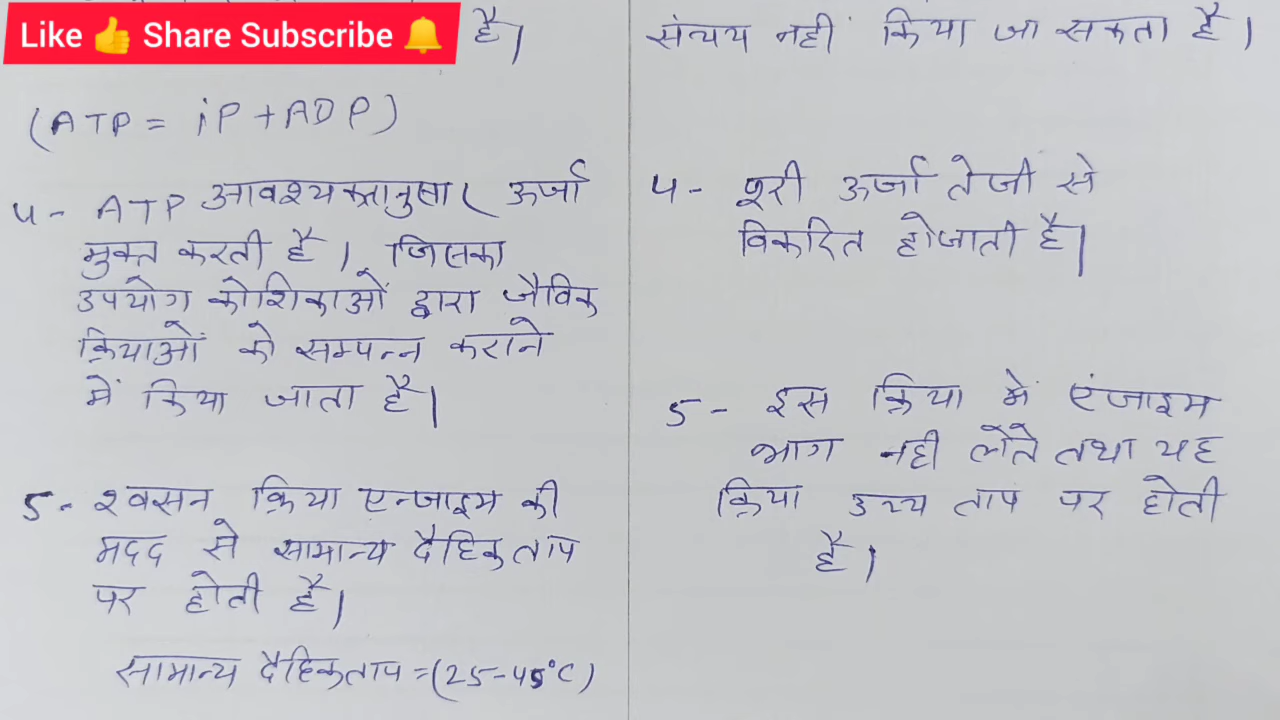 Like 👍 Share Subscribe 🔔
है।
(ATP = iP + ADP)
4- ATP आवश्यक्तानुसार ऊर्जा
मुक्त करती है। जिसका
उपयोग कोशिकाओं द्वारा जैविक
क्रियाओं को सम्पन्न कराने
में किया जाता है।
5- श्वसन क्रिया एन्जाइम की
मदद से सामान्य दैहिक ताप
पर होती है।
सामान्य दैहिक ताप = (25-45°C)
संचय नहीं किया जा सकता है।
4- पूरी ऊर्जा तेजी से
विकरित होजाती है।
5- इस क्रिया में एंजाइम
भाग नही लेते तथा यह
क्रिया उच्च ताप पर होती
है।